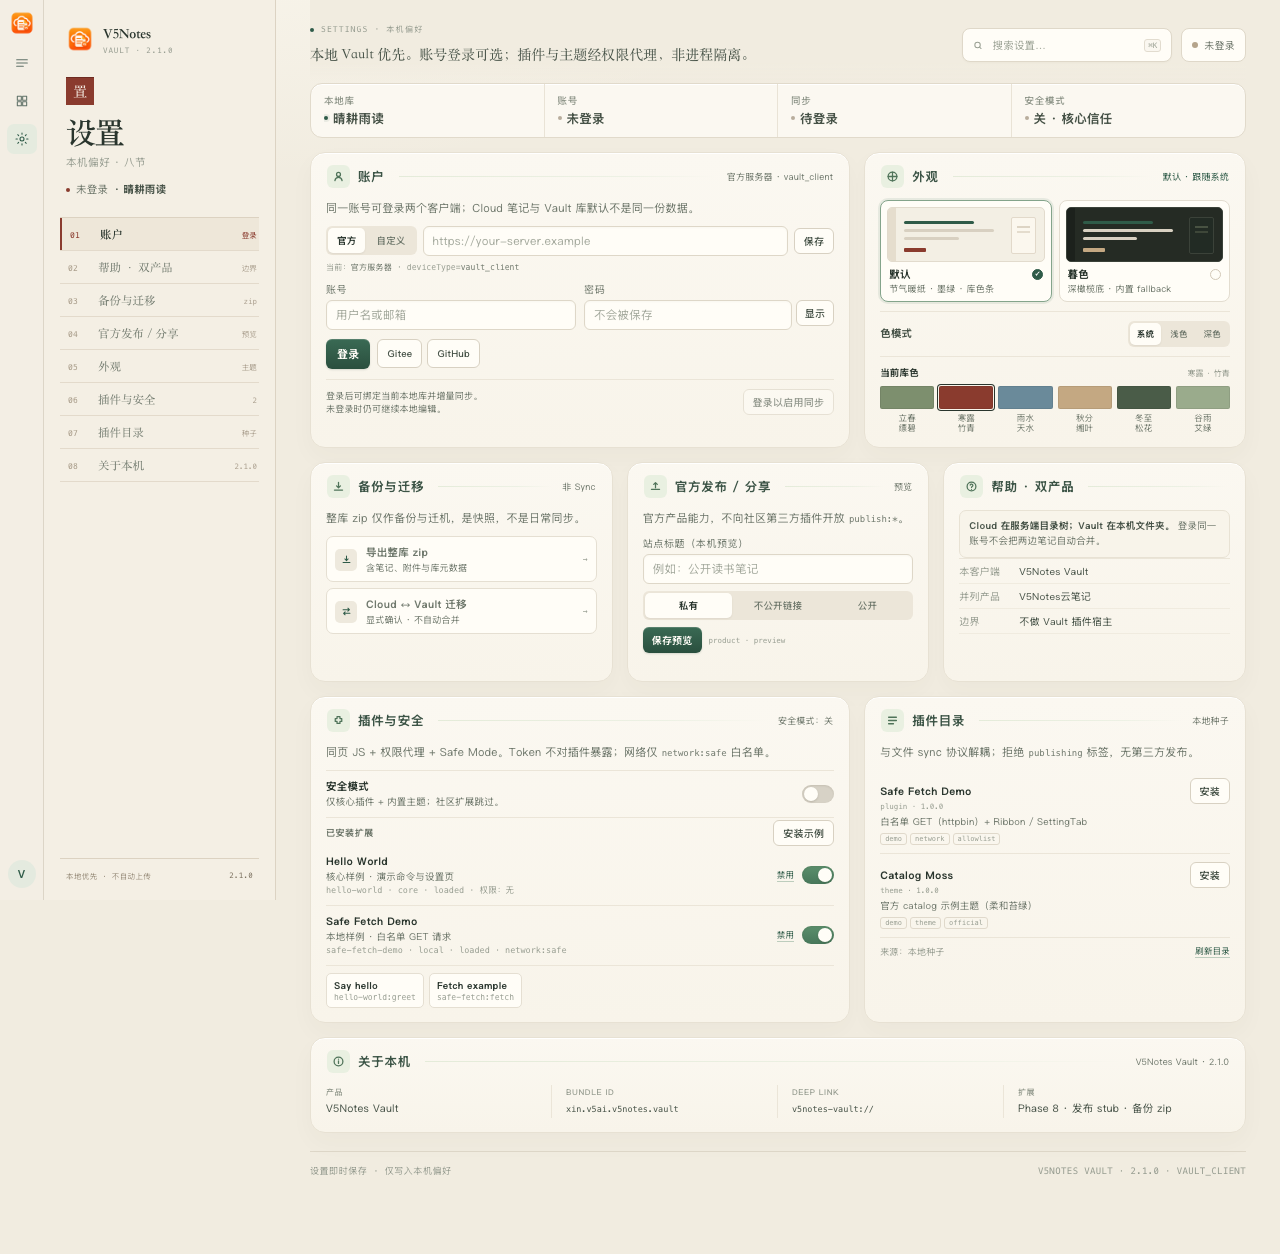 V5Notes
VAULT · 2.1.0
置
设置
本机偏好 · 八节
未登录 · 晴耕雨读
01 账户 登录
02 帮助 · 双产品 边界
03 备份与迁移 zip
04 官方发布 / 分享 预览
05 外观 主题
06 插件与安全 2
07 插件目录 种子
08 关于本机 2.1.0
V
本地优先 · 不自动上传 2.1.0
SETTINGS · 本机偏好
本地 Vault 优先。账号登录可选；插件与主题经权限代理，非进程隔离。
搜索设置… ⌘K
未登录
本地库
晴耕雨读
账号
未登录
同步
待登录
安全模式
关 · 核心信任
账户
官方服务器 · vault_client
同一账号可登录两个客户端；Cloud 笔记与 Vault 库默认不是同一份数据。
官方 自定义 https://your-server.example 保存
当前: 官方服务器 · deviceType=vault_client
账号 密码
用户名或邮箱 不会被保存 显示
登录 Gitee GitHub
登录后可绑定当前本地库并增量同步。
未登录时仍可继续本地编辑。
登录以启用同步
外观
默认 · 跟随系统
默认
节气暖纸 · 墨绿 · 库色条
暮色
深橄榄底 · 内置 fallback
色模式 系统 浅色 深色
当前库色 寒露 · 竹青
立春 寒露 雨水 秋分 冬至 谷雨
缥碧 竹青 天水 缃叶 松花 艾绿
备份与迁移 非 Sync
整库 zip 仅作备份与迁机，是快照，不是日常同步。
导出整库 zip →
含笔记、附件与库元数据
Cloud ↔ Vault 迁移 →
显式确认 · 不自动合并
官方发布 / 分享 预览
官方产品能力，不向社区第三方插件开放 publish:*。
站点标题（本机预览）
例如：公开读书笔记
私有 不公开链接 公开
保存预览 product · preview
帮助 · 双产品
Cloud 在服务端目录树；Vault 在本机文件夹。 登录同一
账号不会把两边笔记自动合并。
本客户端 V5Notes Vault
并列产品 V5Notes云笔记
边界 不做 Vault 插件宿主
插件与安全 安全模式：关
同页 JS + 权限代理 + Safe Mode。Token 不对插件暴露；网络仅 network:safe 白名单。
安全模式
仅核心插件 + 内置主题；社区扩展跳过。
已安装扩展 安装示例
Hello World
核心样例 · 演示命令与设置页
hello-world · core · loaded · 权限: 无
禁用
Safe Fetch Demo
本地样例 · 白名单 GET 请求
safe-fetch-demo · local · loaded · network:safe
禁用
Say hello
hello-world:greet
Fetch example
safe-fetch:fetch
插件目录 本地种子
与文件 sync 协议解耦；拒绝 publishing 标签，无第三方发布。
Safe Fetch Demo 安装
plugin · 1.0.0
白名单 GET（httpbin）+ Ribbon / SettingTab
demo network allowlist
Catalog Moss 安装
theme · 1.0.0
官方 catalog 示例主题（柔和苔绿）
demo theme official
来源：本地种子 刷新目录
关于本机 V5Notes Vault · 2.1.0
产品
V5Notes Vault
BUNDLE ID
xin.v5ai.v5notes.vault
DEEP LINK
v5notes-vault://
扩展
Phase 8 · 发布 stub · 备份 zip
设置即时保存 · 仅写入本机偏好 V5NOTES VAULT · 2.1.0 · VAULT_CLIENT